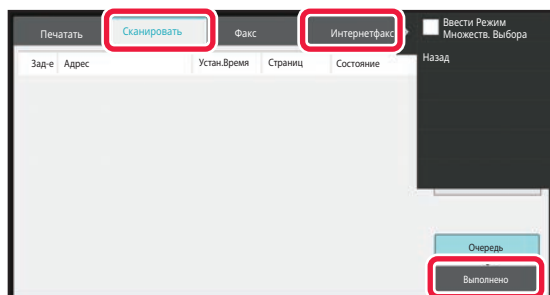 Печатать Сканировать Факс Интернетфакс
Ввести Режим
Множеств. Выбора
Назад
Зад-е Адрес Устан.Время Страниц Состояние
Очередь
Выполнено